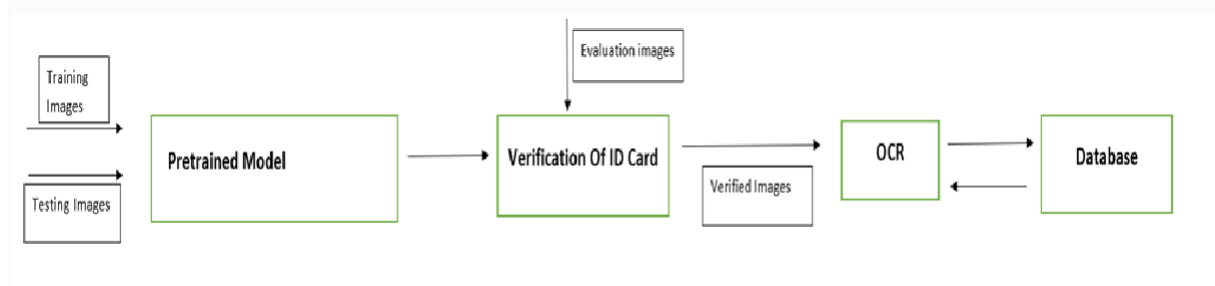 Training
Images
Testing Images
Pretrained Model
Evaluation images
Verification Of ID Card
Verified Images
OCR
Database